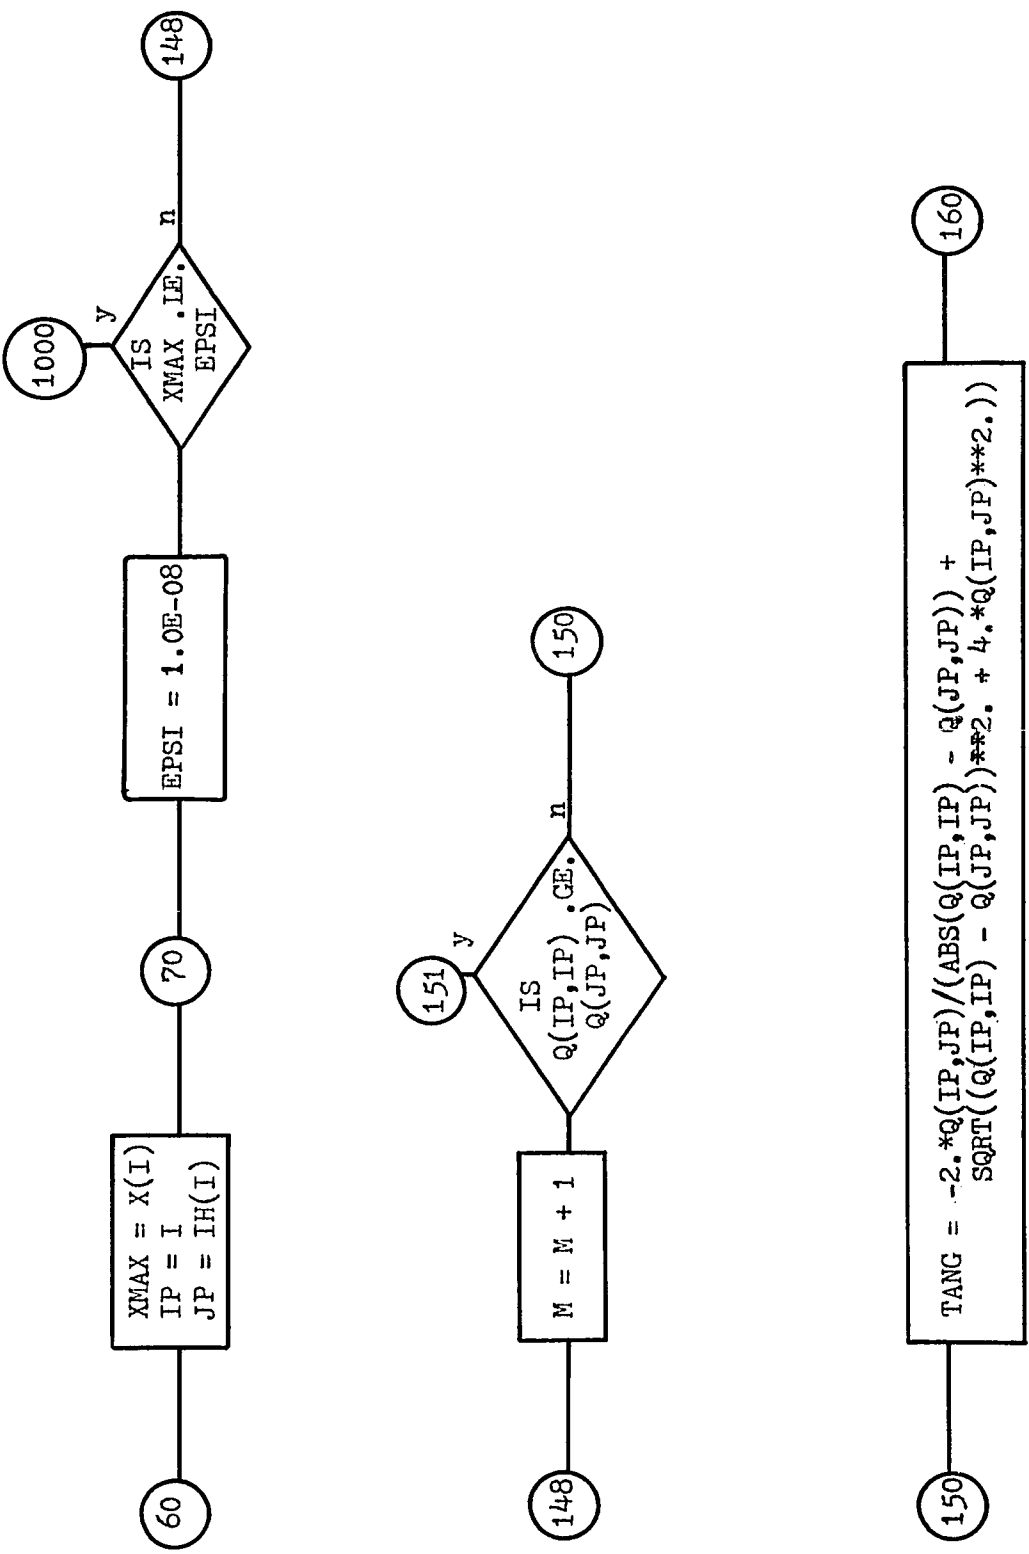 60
XMAX = X(I)
IP = I
JP = IH(I)
70
EPSI = 1.0E-08
1000
y
IS
XMAX .LE.
EPSI
n
148
148
M = M + 1
151
y
IS
Q(IP,IP) .GE.
Q(JP,JP)
n
150
150
TANG = -2.*Q(IP,JP)/(ABS(Q(IP,IP) - Q(JP,JP)) +
SQRT((Q(IP,IP) - Q(JP,JP))**2. + 4.*Q(IP,JP)**2.))
160